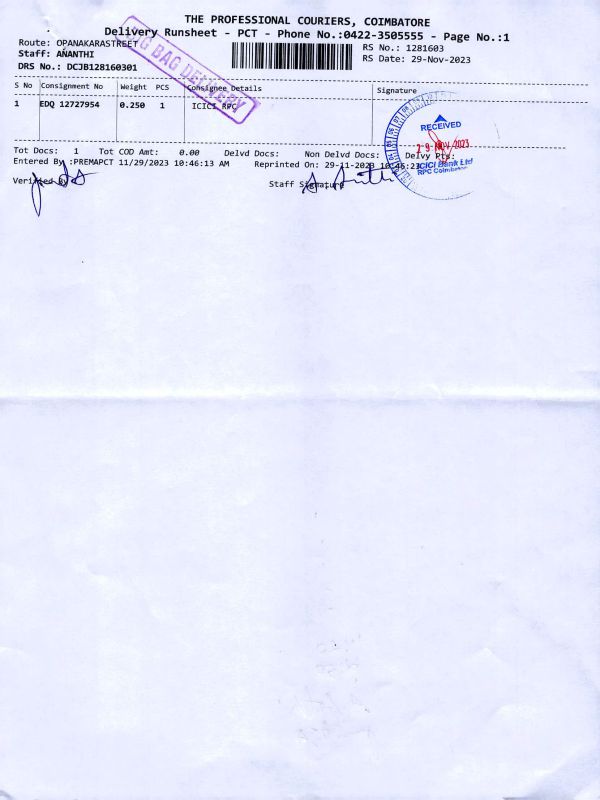 THE PROFESSIONAL COURIERS, COIMBATORE
Delivery Runsheet - PCT - Phone No.:0422-3505555 - Page No.:1
Route: OPANAKARASTREET
Staff: ANANTHI
DRS No.: DCJB128160301
RS No.: 1281603
RS Date: 29-Nov-2023
BAG DELIVERY
S No Consignment No Weight PCS Consignee Details Signature
1 EDQ 12727954 0.250 1 ICICI RPC
RECEIVED
29 NOV 2023
ICICI Bank Ltd
RPC Coimbatore
Tot Docs: 1 Tot COD Amt: 0.00 Delvd Docs: Non Delvd Docs: Delvy Pts:
Entered By :PREMAPCT 11/29/2023 10:46:13 AM Reprinted On: 29-11-2023 10:46:23
Verified By
Staff Signature